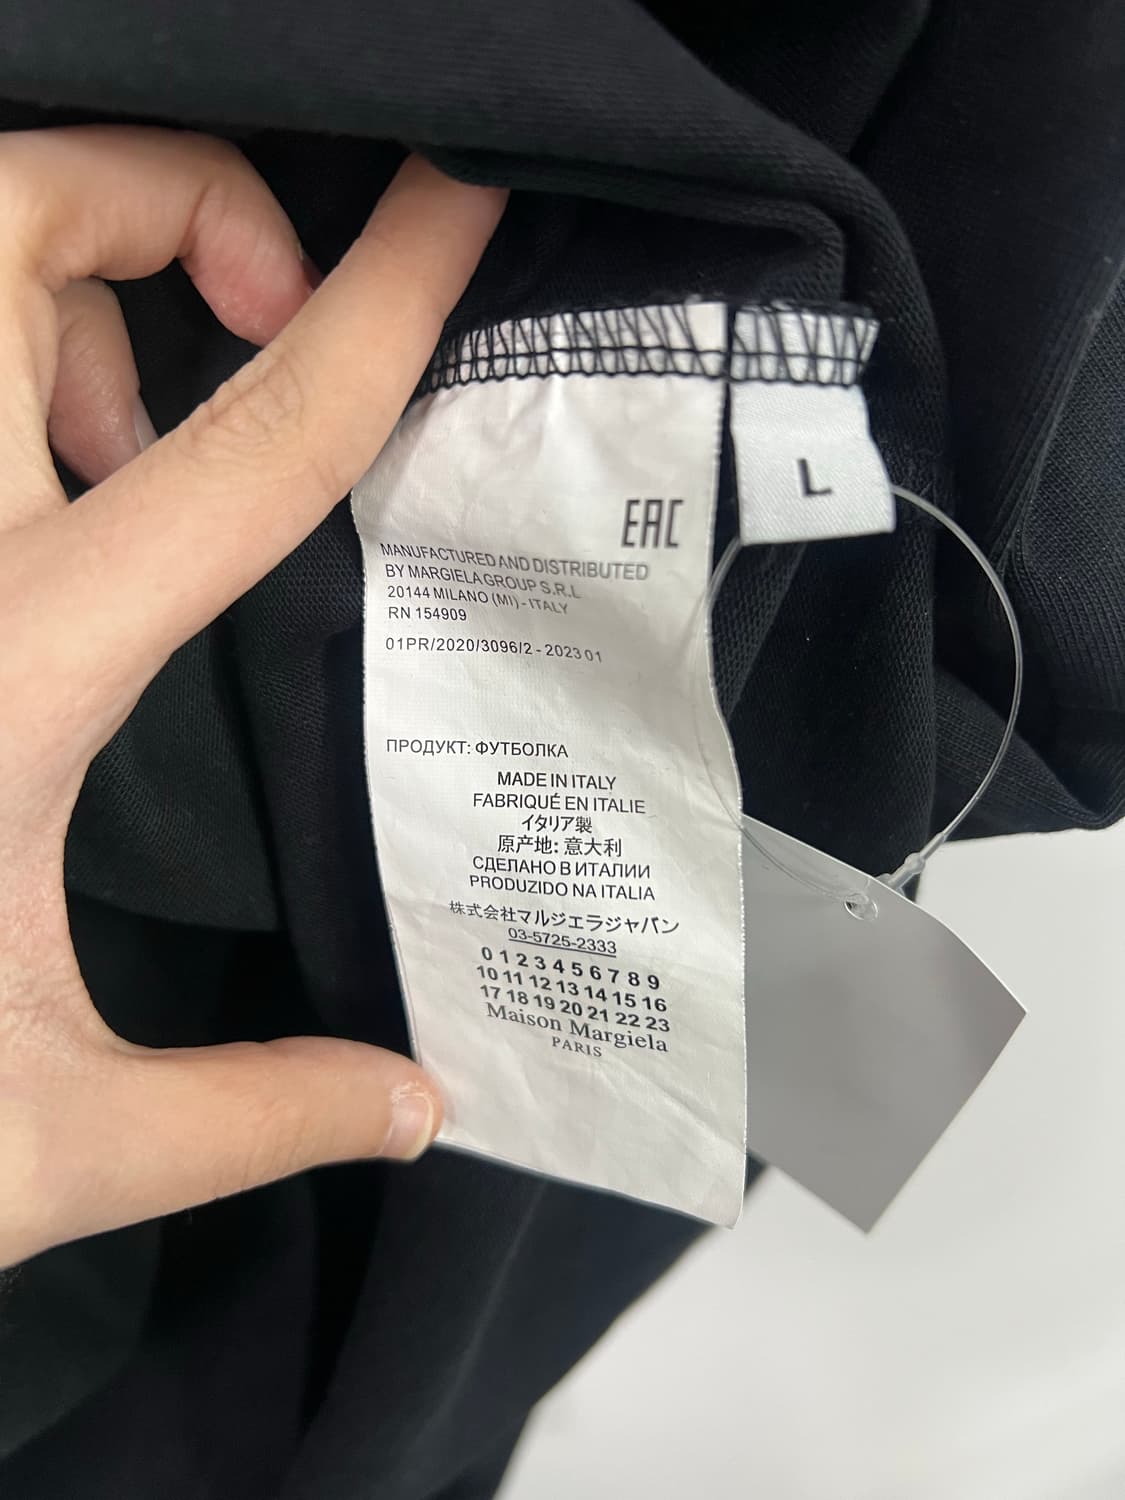 L
EAC
MANUFACTURED AND DISTRIBUTED
BY MARGIELA GROUP S.R.L
20144 MILANO (MI) - ITALY
RN 154909
01PR/2020/3096/2 - 2023 01
ПРОДУКТ: ФУТБОЛКА
MADE IN ITALY
FABRIQUÉ EN ITALIE
イタリア製
原产地: 意大利
СДЕЛАНО В ИТАЛИИ
PRODUZIDO NA ITALIA
株式会社マルジェラジャパン
03-5725-2333
0 1 2 3 4 5 6 7 8 9
10 11 12 13 14 15 16
17 18 19 20 21 22 23
Maison Margiela
PARIS